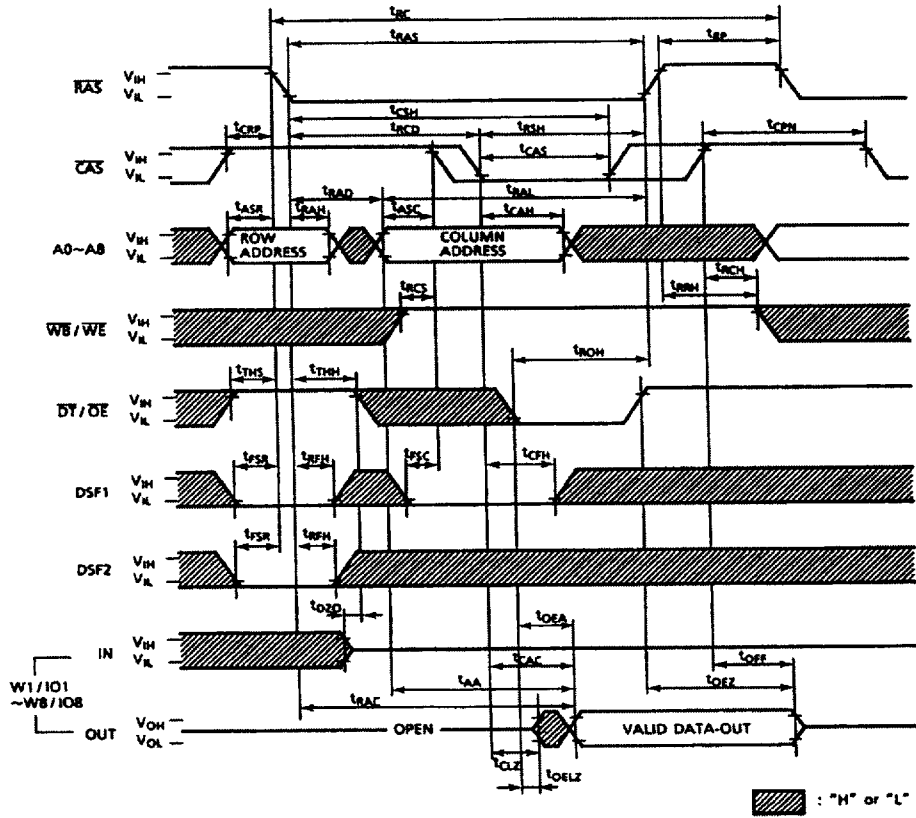 tRC
tRAS
tRP
RAS VIH
VIL
tCSH
tCRP tRCD tRSH tCPN
tCAS
CAS VIH
VIL
tRAD tRAL
tASR tRAH tASC tCAH
A0~A8 VIH
VIL
ROW ADDRESS
COLUMN ADDRESS
tRCH
tRCS tRRH
WB/WE VIH
VIL
tROH
tTHS tTHH
DT/OE VIH
VIL
tFSR tRFH tFSC tCFH
DSF1 VIH
VIL
tFSR tRFH
DSF2 VIH
VIL
tDZO tOEA
IN VIH
VIL
tCAC tOFF
tAA tOEZ
W1/IO1
~W8/IO8
tRAC
OUT VOH
VOL
OPEN
VALID DATA-OUT
tCLZ
tOELZ
: "H" or "L"